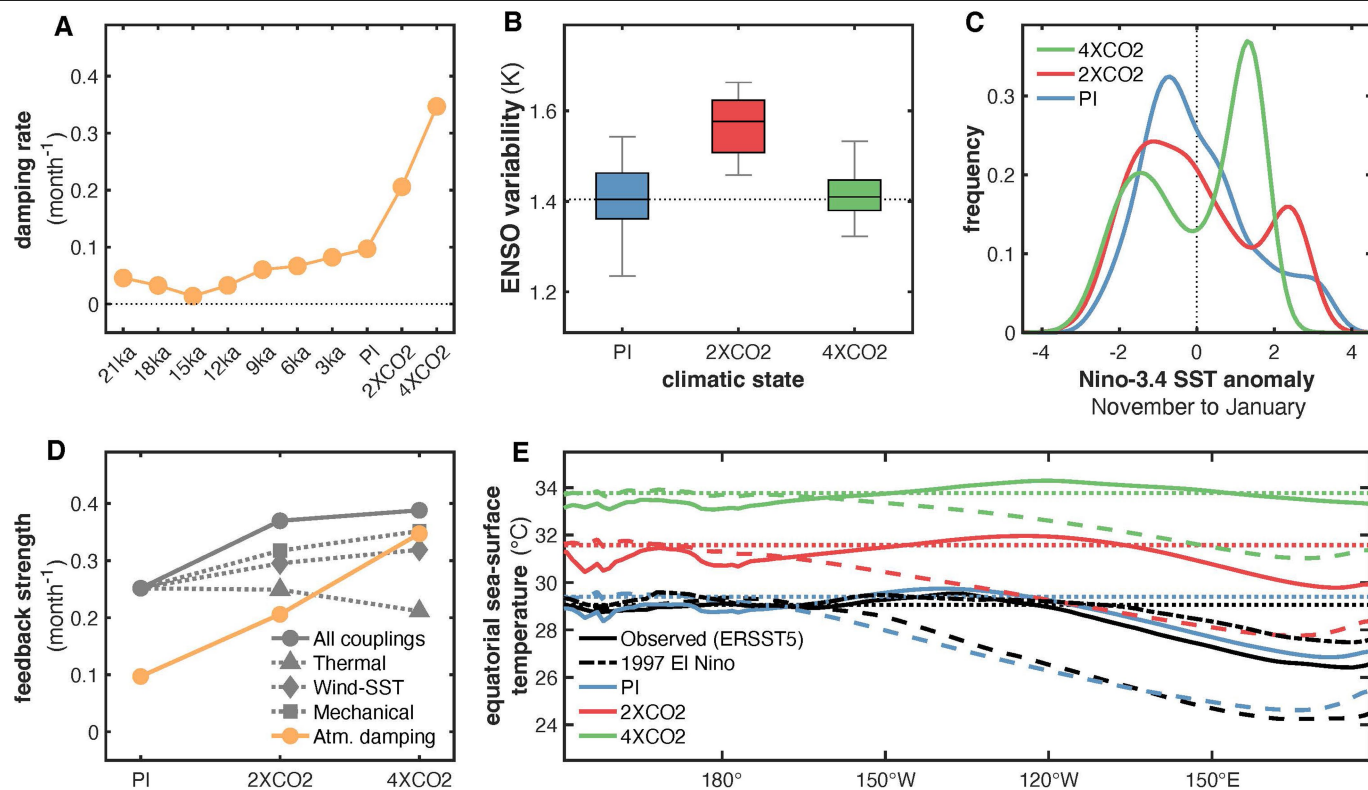 A
damping rate
(month⁻¹)
0.4
0.3
0.2
0.1
0
21ka
18ka
15ka
12ka
9ka
6ka
3ka
PI
2XCO2
4XCO2
B
ENSO variability (K)
1.6
1.4
1.2
PI
2XCO2
4XCO2
climatic state
C
4XCO2
2XCO2
PI
frequency
0.3
0.2
0.1
0
-4
-2
0
2
4
Nino-3.4 SST anomaly
November to January
D
feedback strength
(month⁻¹)
0.4
0.3
0.2
0.1
0
All couplings
Thermal
Wind-SST
Mechanical
Atm. damping
PI
2XCO2
4XCO2
E
equatorial sea-surface
temperature (°C)
34
32
30
28
26
24
Observed (ERSST5)
1997 El Nino
PI
2XCO2
4XCO2
180°
150°W
120°W
150°E